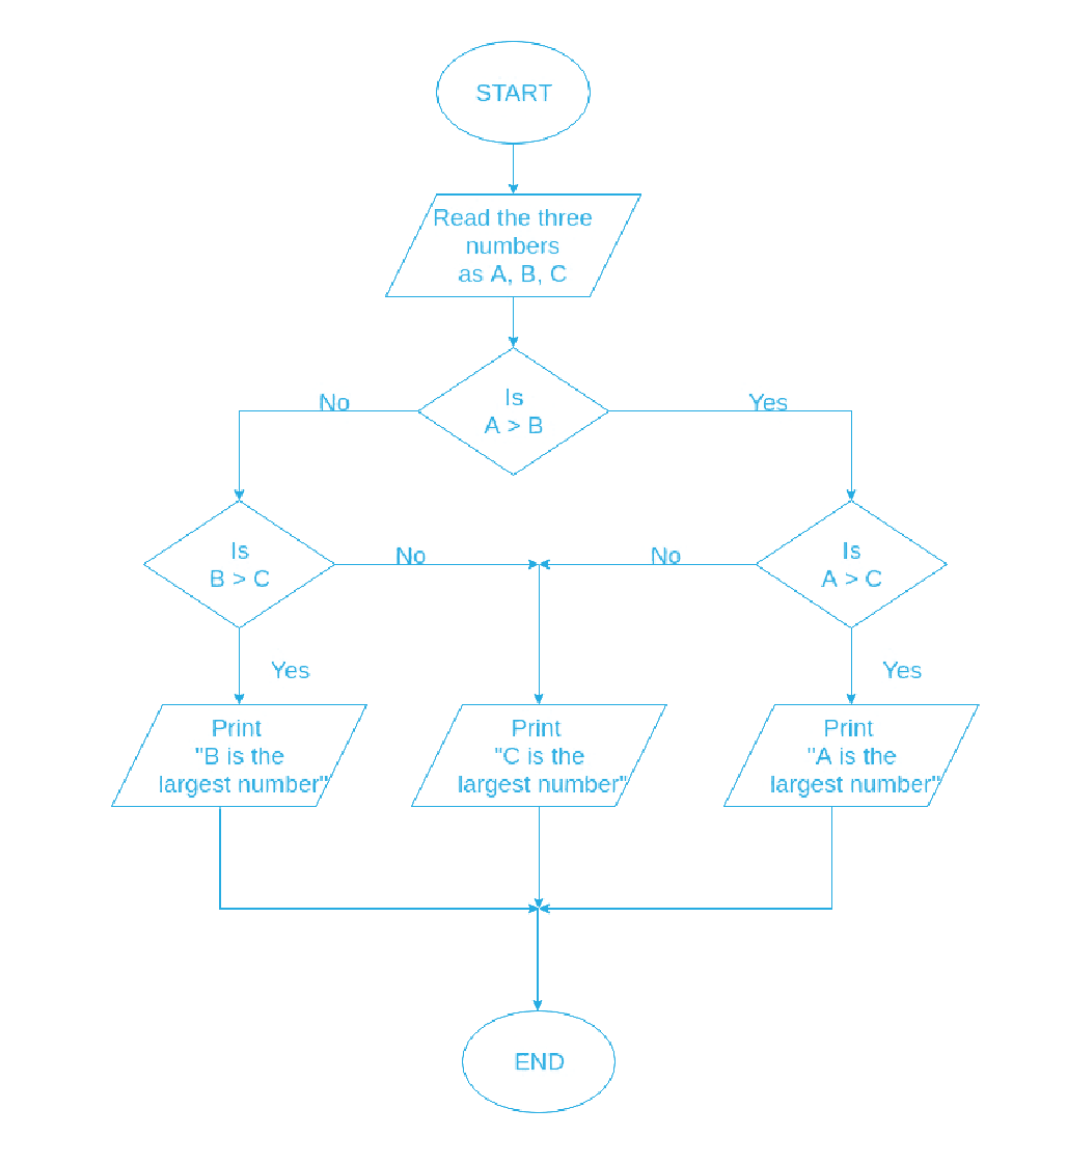 START
Read the three
numbers
as A, B, C
Is
A > B
No
Yes
Is
B > C
No
No
Is
A > C
Yes
Yes
Print
"B is the
largest number"
Print
"C is the
largest number"
Print
"A is the
largest number"
END